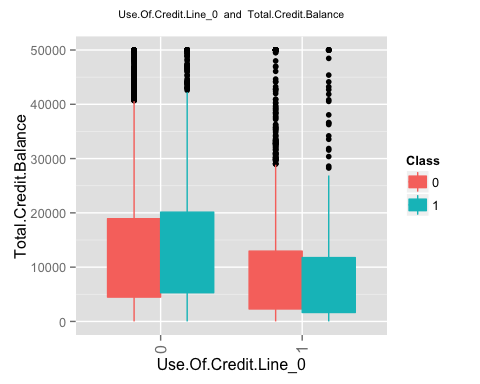 Use.Of.Credit.Line_0 and Total.Credit.Balance
50000
40000
30000
20000
10000
0
Total.Credit.Balance
0
1
Use.Of.Credit.Line_0
Class
0
1